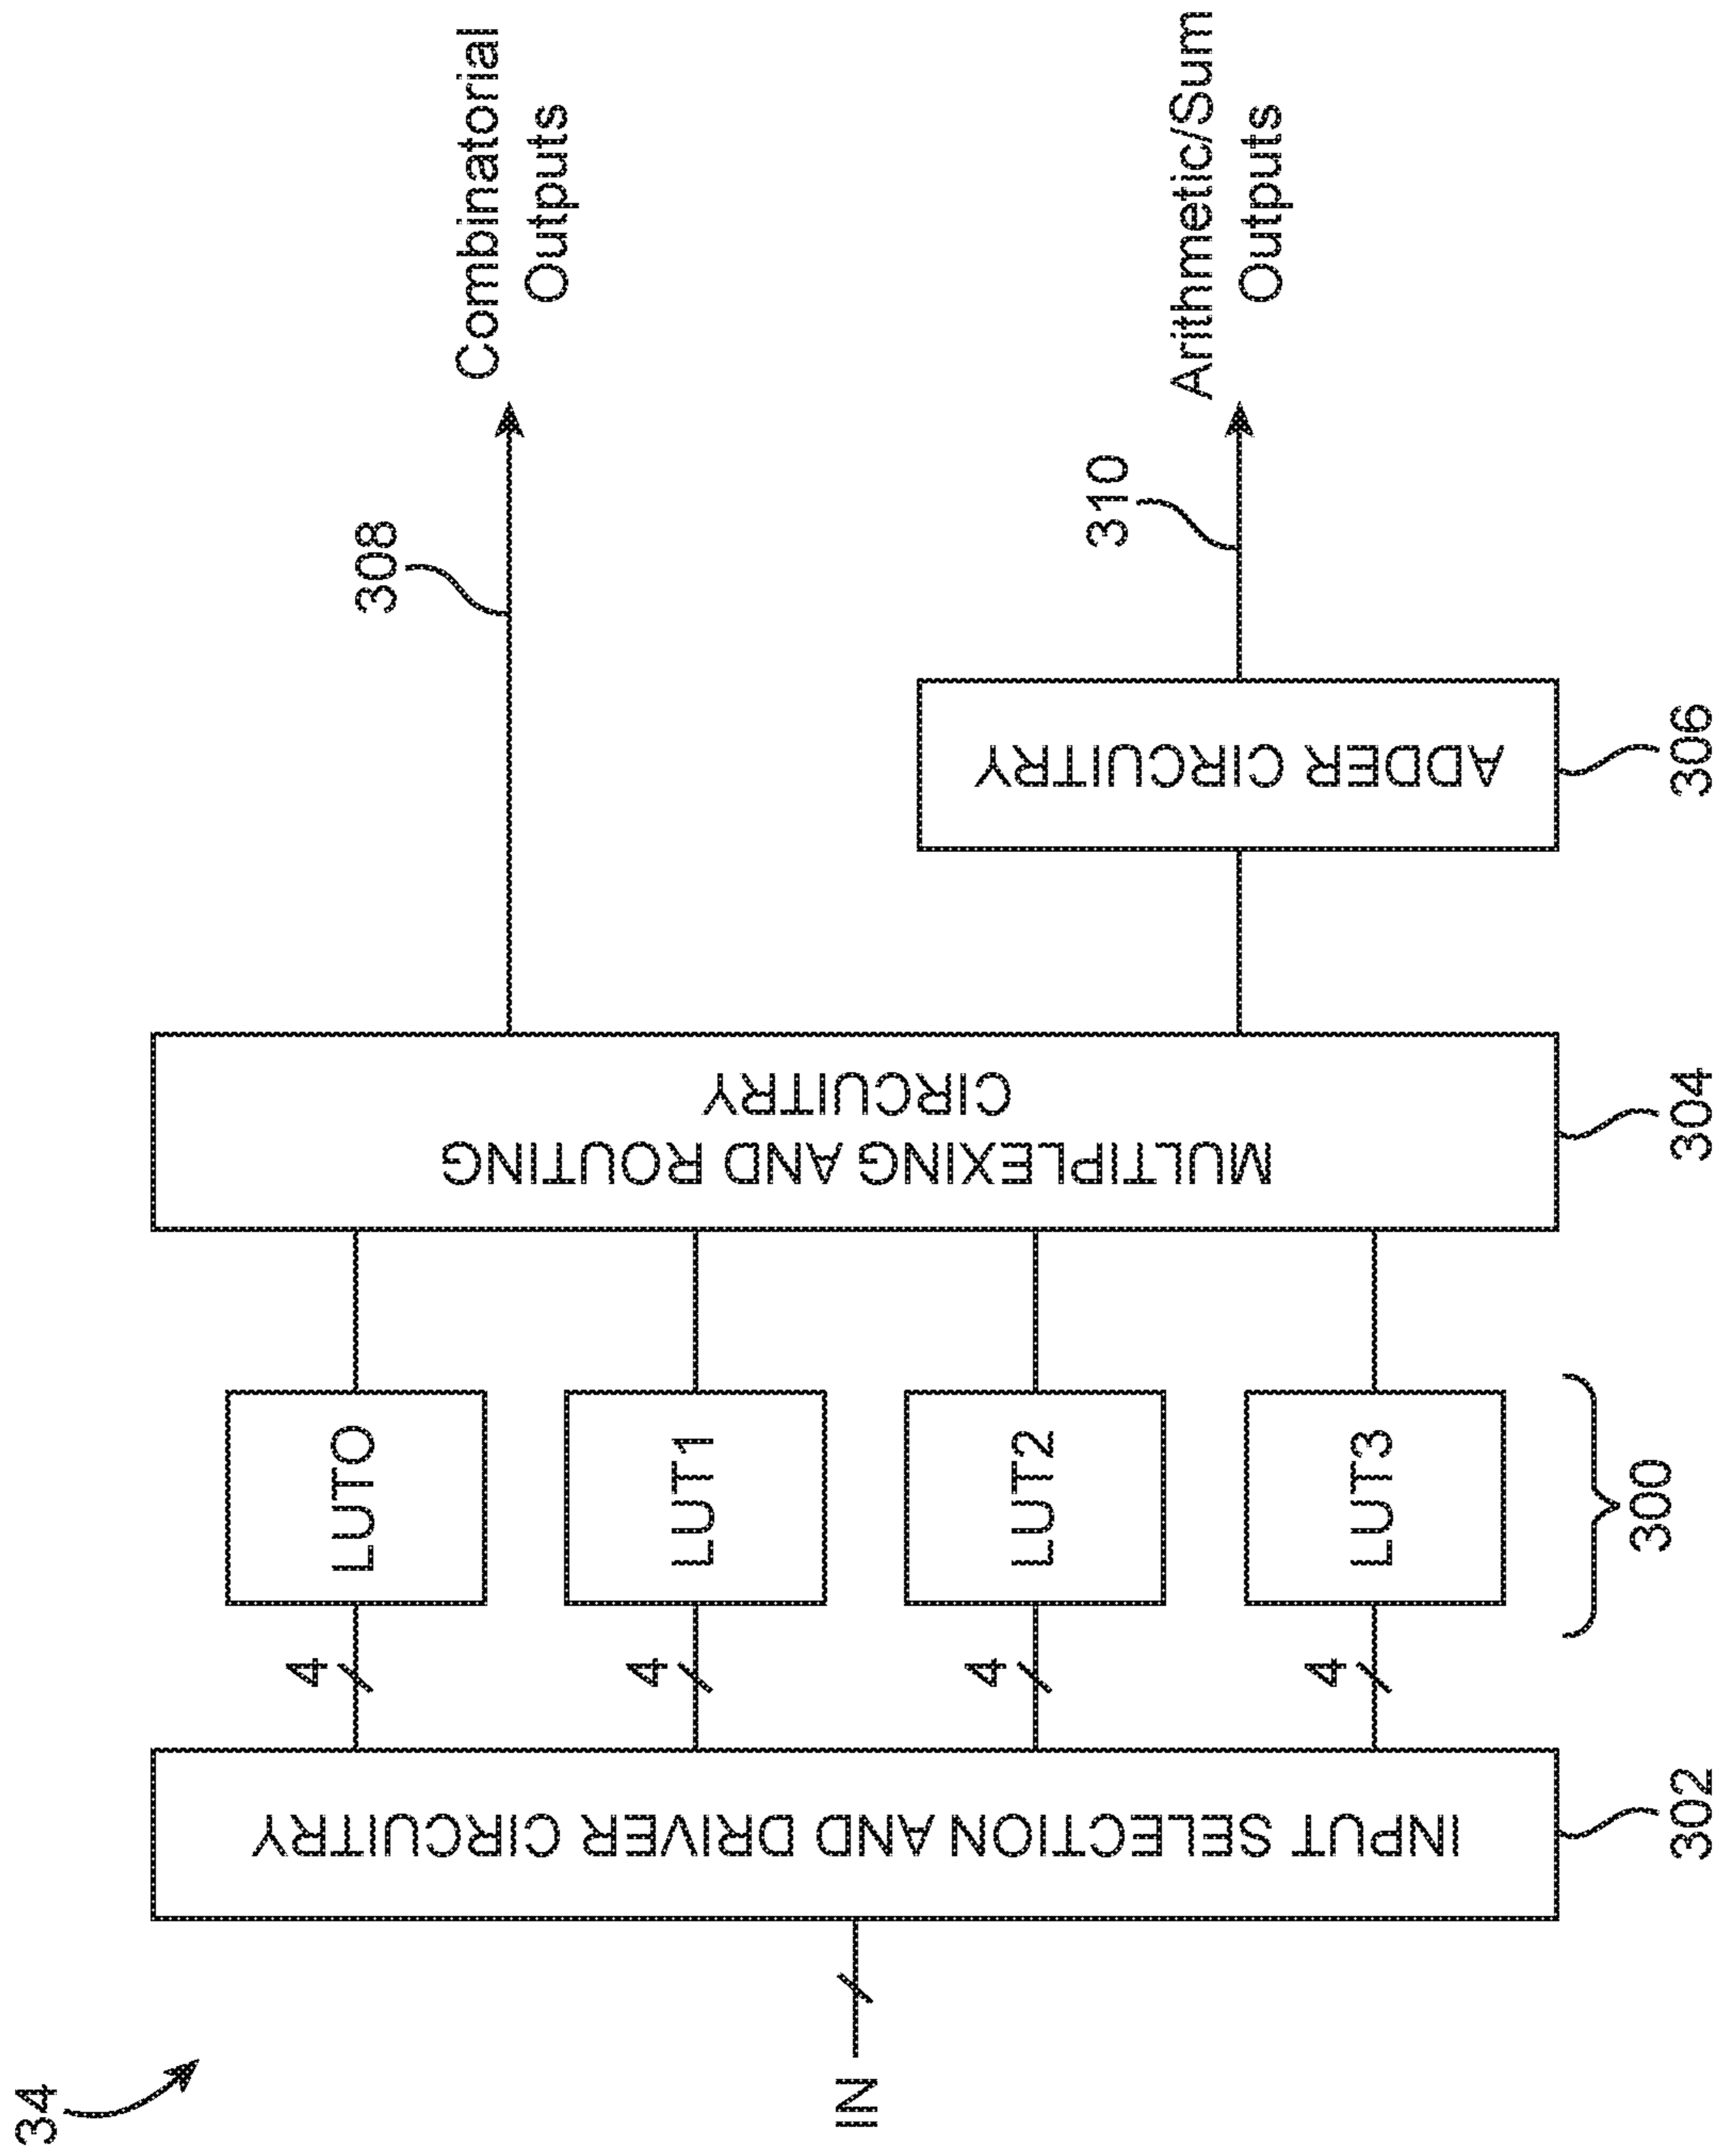 34
IN
INPUT SELECTION AND DRIVER CIRCUITRY
302
4
4
4
4
LUT0
LUT1
LUT2
LUT3
300
MULTIPLEXING AND ROUTING
CIRCUITRY
304
ADDER CIRCUITRY
306
308
Combinatorial
Outputs
310
Arithmetic/Sum
Outputs